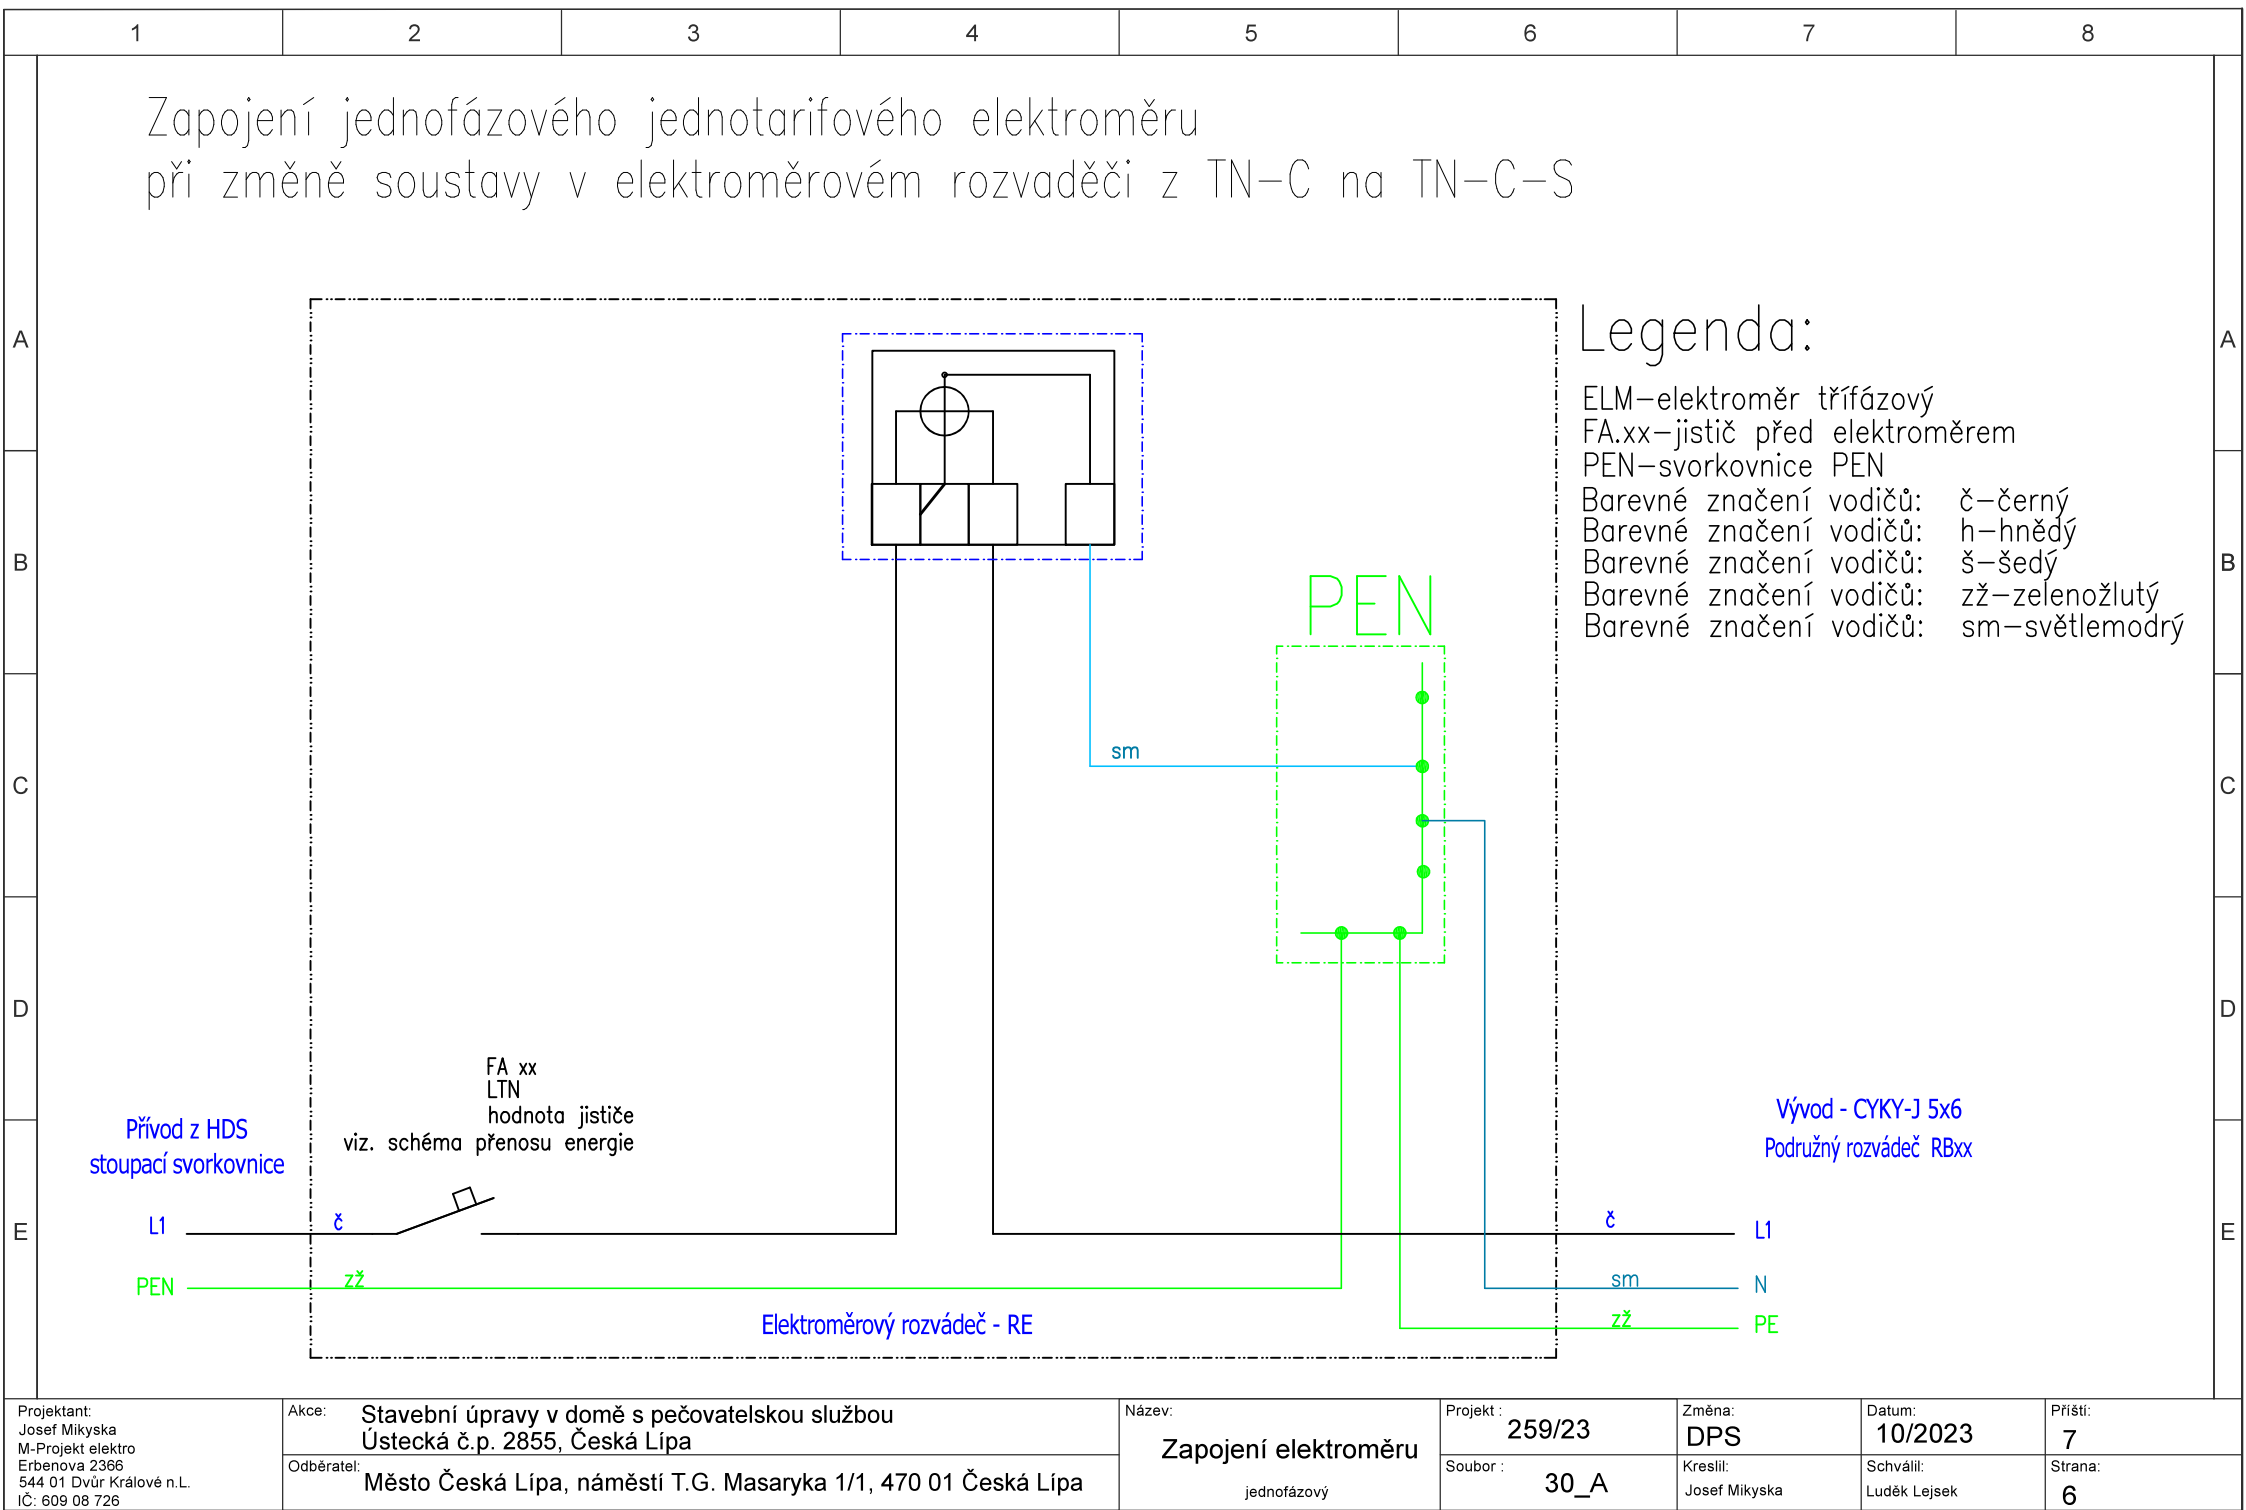 1 2 3 4 5 6 7 8
Zapojení jednofázového jednotarifového elektroměru
při změně soustavy v elektroměrovém rozvaděči z TN-C na TN-C-S
A
A
Legenda:
ELM-elektroměr třífázový
FA.xx-jistič před elektroměrem
PEN-svorkovnice PEN
Barevné značení vodičů: č-černý
Barevné značení vodičů: h-hnědý
Barevné značení vodičů: š-šedý
Barevné značení vodičů: zž-zelenožlutý
Barevné značení vodičů: sm-světlemodrý
B
B
PEN
sm
C
C
D
D
FA xx
LTN
hodnota jističe
viz. schéma přenosu energie
Přívod z HDS
stoupací svorkovnice
Vývod - CYKY-J 5x6
Podružný rozváděč RBxx
E
E
L1 č č L1
sm N
PEN zž
zž PE
Elektroměrový rozváděč - RE
Projektant:
Josef Mikyska
M-Projekt elektro
Erbenova 2366
544 01 Dvůr Králové n.L.
IČ: 609 08 726
Akce: Stavební úpravy v domě s pečovatelskou službou
Ústecká č.p. 2855, Česká Lípa
Odběratel: Město Česká Lípa, náměstí T.G. Masaryka 1/1, 470 01 Česká Lípa
Název:
Zapojení elektroměru
jednofázový
Projekt : 259/23
Soubor : 30_A
Změna:
DPS
Kreslil:
Josef Mikyska
Datum:
10/2023
Schválil:
Luděk Lejsek
Příští:
7
Strana:
6